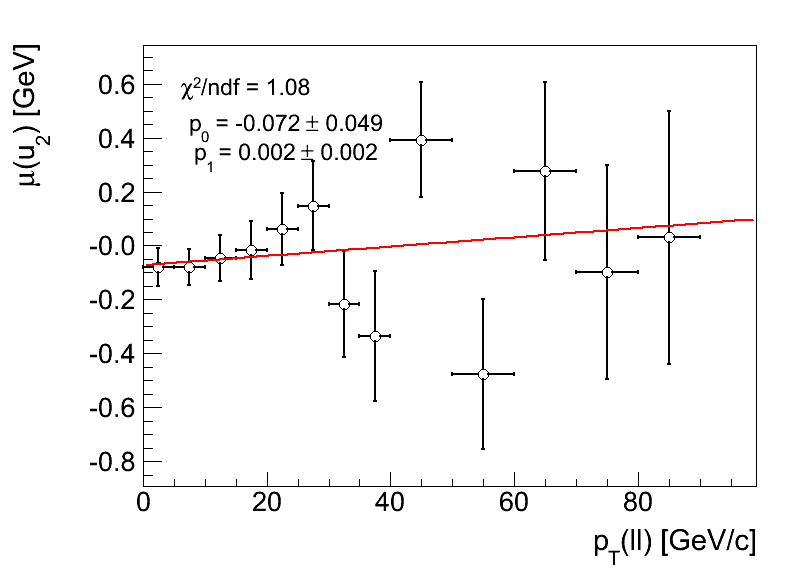 μ(u₂) [GeV]
χ²/ndf = 1.08
p₀ = -0.072 ± 0.049
p₁ = 0.002 ± 0.002
0.6
0.4
0.2
-0.0
-0.2
-0.4
-0.6
-0.8
0 20 40 60 80
p_T(ll) [GeV/c]